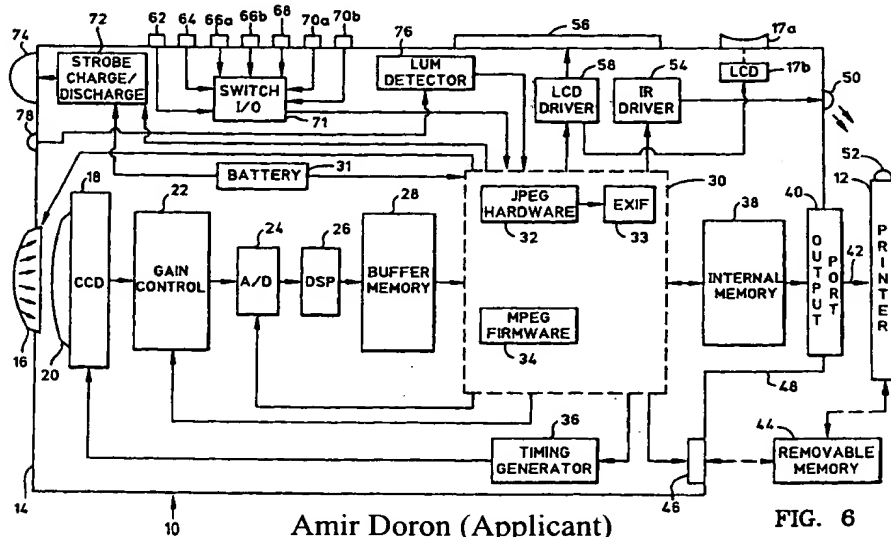 72
62 64 66a 66b 68 70a 70b
56
17a
74
STROBE
CHARGE/
DISCHARGE
SWITCH
I/O
71
76
LUM
DETECTOR
58
LCD
DRIVER
54
IR
DRIVER
LCD
17b
50
78
BATTERY
31
52
12
18
22
24
26
28
30
JPEG
HARDWARE
32
EXIF
33
38
40
CCD
GAIN
CONTROL
A/D
DSP
BUFFER
MEMORY
MPEG
FIRMWARE
34
INTERNAL
MEMORY
OUTPUT
PORT
42
PRINTER
16
20
48
36
TIMING
GENERATOR
44
REMOVABLE
MEMORY
14
10
46
Amir Doron (Applicant)
FIG. 6